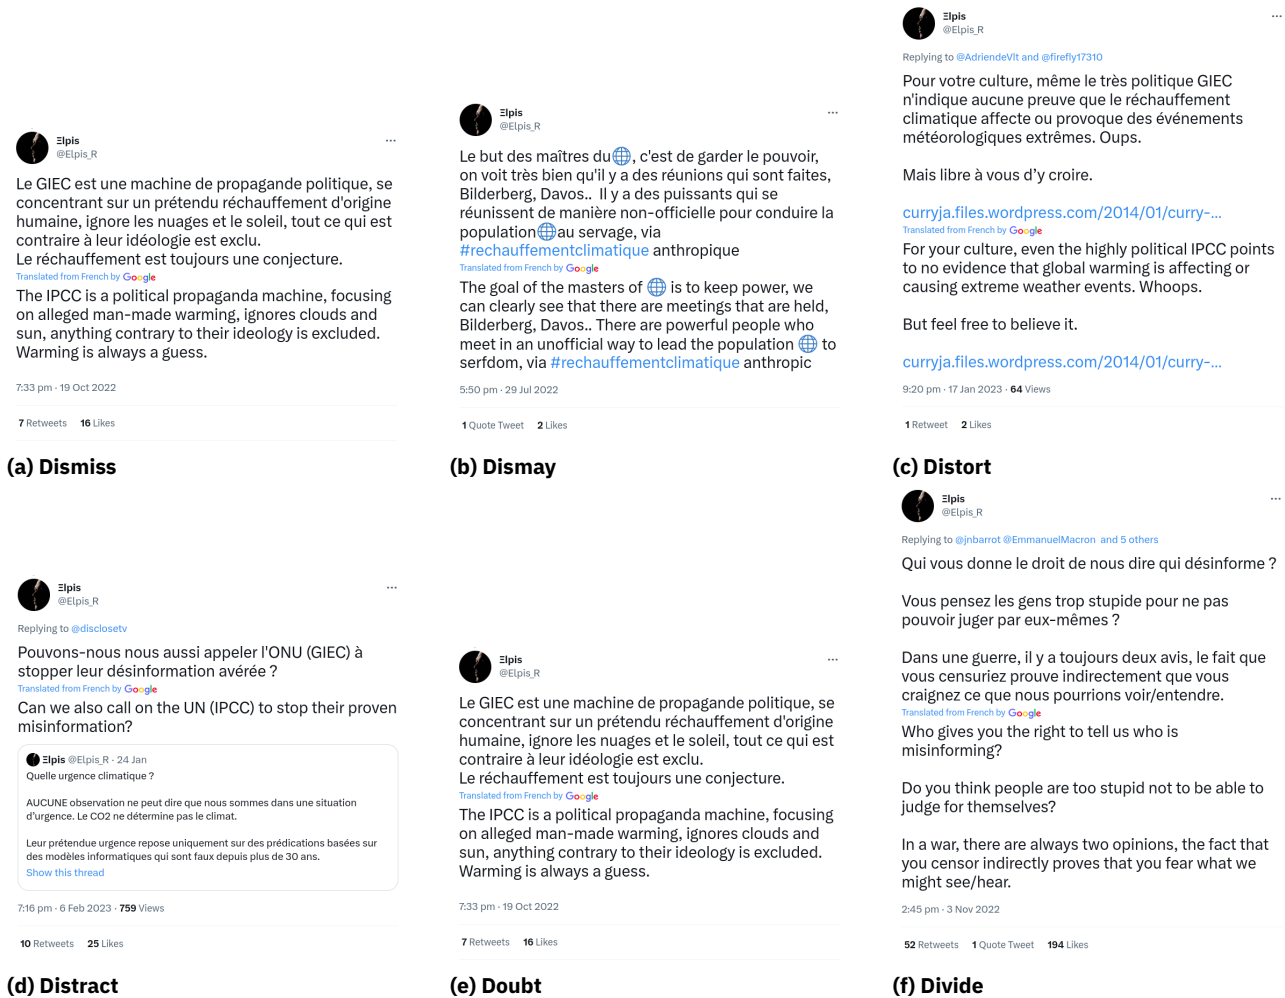 Ξlpis
@Elpis_R
Le GIEC est une machine de propagande politique, se
concentrant sur un prétendu réchauffement d'origine
humaine, ignore les nuages et le soleil, tout ce qui est
contraire à leur idéologie est exclu.
Le réchauffement est toujours une conjecture.
Translated from French by Google
The IPCC is a political propaganda machine, focusing
on alleged man-made warming, ignores clouds and
sun, anything contrary to their ideology is excluded.
Warming is always a guess.
7:33 pm · 19 Oct 2022
7 Retweets 16 Likes
(a) Dismiss
Ξlpis
@Elpis_R
Le but des maîtres du🌐, c'est de garder le pouvoir,
on voit très bien qu'il y a des réunions qui sont faites,
Bilderberg, Davos.. Il y a des puissants qui se
réunissent de manière non-officielle pour conduire la
population🌐au servage, via
#rechauffementclimatique anthropique
Translated from French by Google
The goal of the masters of 🌐 is to keep power, we
can clearly see that there are meetings that are held,
Bilderberg, Davos.. There are powerful people who
meet in an unofficial way to lead the population 🌐 to
serfdom, via #rechauffementclimatique anthropic
5:50 pm · 29 Jul 2022
1 Quote Tweet 2 Likes
(b) Dismay
Ξlpis
@Elpis_R
Replying to @AdriendeVlt and @firefly17310
Pour votre culture, même le très politique GIEC
n'indique aucune preuve que le réchauffement
climatique affecte ou provoque des événements
météorologiques extrêmes. Oups.
Mais libre à vous d'y croire.
curryja.files.wordpress.com/2014/01/curry-...
Translated from French by Google
For your culture, even the highly political IPCC points
to no evidence that global warming is affecting or
causing extreme weather events. Whoops.
But feel free to believe it.
curryja.files.wordpress.com/2014/01/curry-...
9:20 pm · 17 Jan 2023 · 64 Views
1 Retweet 2 Likes
(c) Distort
Ξlpis
@Elpis_R
Replying to @disclosetv
Pouvons-nous nous aussi appeler l'ONU (GIEC) à
stopper leur désinformation avérée ?
Translated from French by Google
Can we also call on the UN (IPCC) to stop their proven
misinformation?
Ξlpis @Elpis_R · 24 Jan
Quelle urgence climatique ?
AUCUNE observation ne peut dire que nous sommes dans une situation
d'urgence. Le CO2 ne détermine pas le climat.
Leur prétendue urgence repose uniquement sur des prédications basées sur
des modèles informatiques qui sont faux depuis plus de 30 ans.
Show this thread
7:16 pm · 6 Feb 2023 · 759 Views
10 Retweets 25 Likes
(d) Distract
Ξlpis
@Elpis_R
Le GIEC est une machine de propagande politique, se
concentrant sur un prétendu réchauffement d'origine
humaine, ignore les nuages et le soleil, tout ce qui est
contraire à leur idéologie est exclu.
Le réchauffement est toujours une conjecture.
Translated from French by Google
The IPCC is a political propaganda machine, focusing
on alleged man-made warming, ignores clouds and
sun, anything contrary to their ideology is excluded.
Warming is always a guess.
7:33 pm · 19 Oct 2022
7 Retweets 16 Likes
(e) Doubt
Ξlpis
@Elpis_R
Replying to @jnbarrot @EmmanuelMacron and 5 others
Qui vous donne le droit de nous dire qui désinforme ?
Vous pensez les gens trop stupide pour ne pas
pouvoir juger par eux-mêmes ?
Dans une guerre, il y a toujours deux avis, le fait que
vous censuriez prouve indirectement que vous
craignez ce que nous pourrions voir/entendre.
Translated from French by Google
Who gives you the right to tell us who is
misinforming?
Do you think people are too stupid not to be able to
judge for themselves?
In a war, there are always two opinions, the fact that
you censor indirectly proves that you fear what we
might see/hear.
2:45 pm · 3 Nov 2022
52 Retweets 1 Quote Tweet 194 Likes
(f) Divide